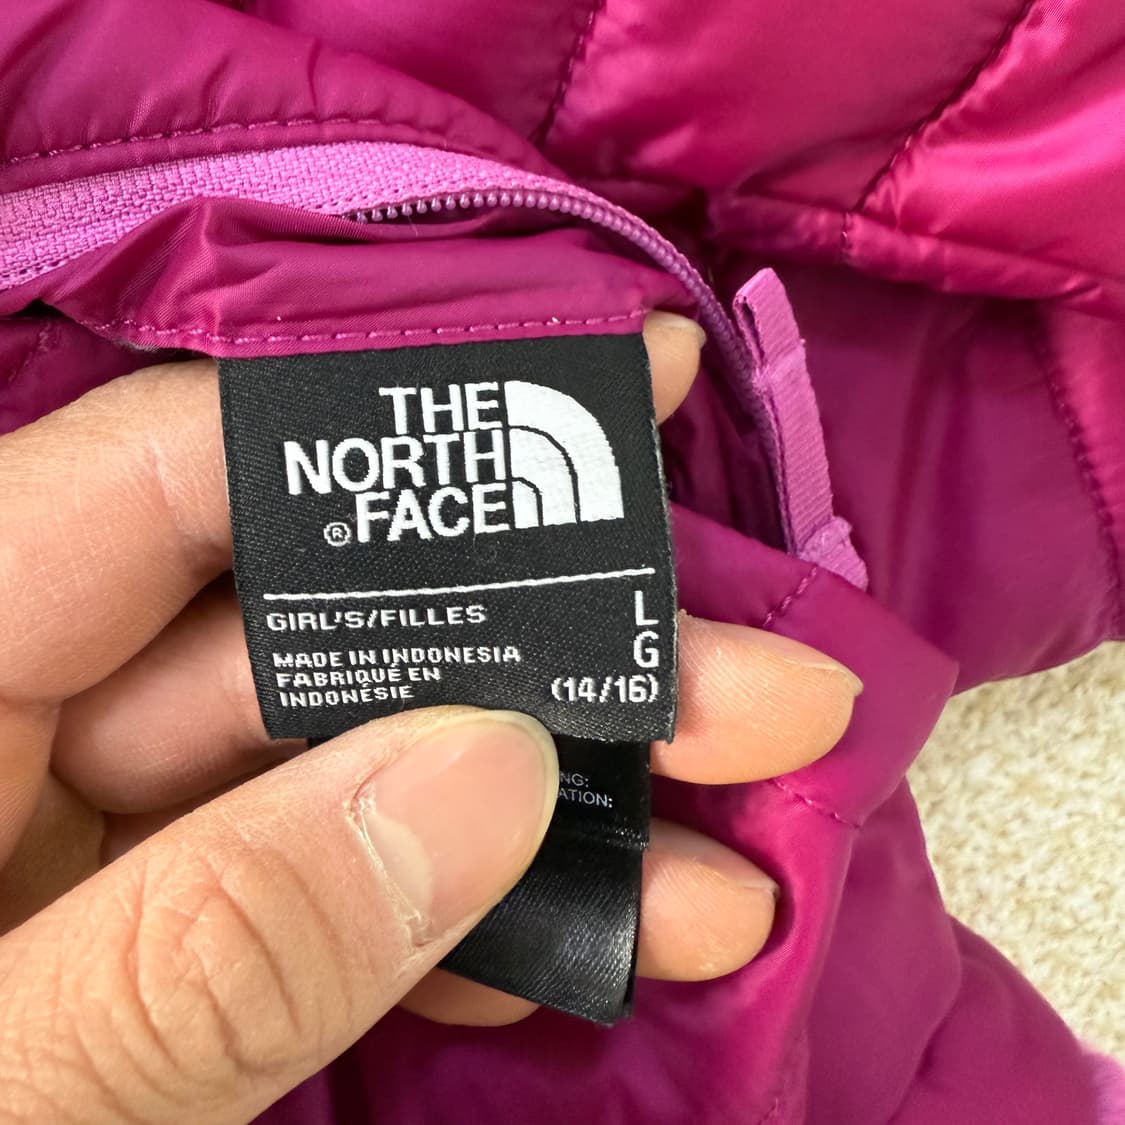 THE
NORTH
®FACE
GIRL'S/FILLES
L
G
(14/16)
MADE IN INDONESIA
FABRIQUÉ EN
INDONÉSIE